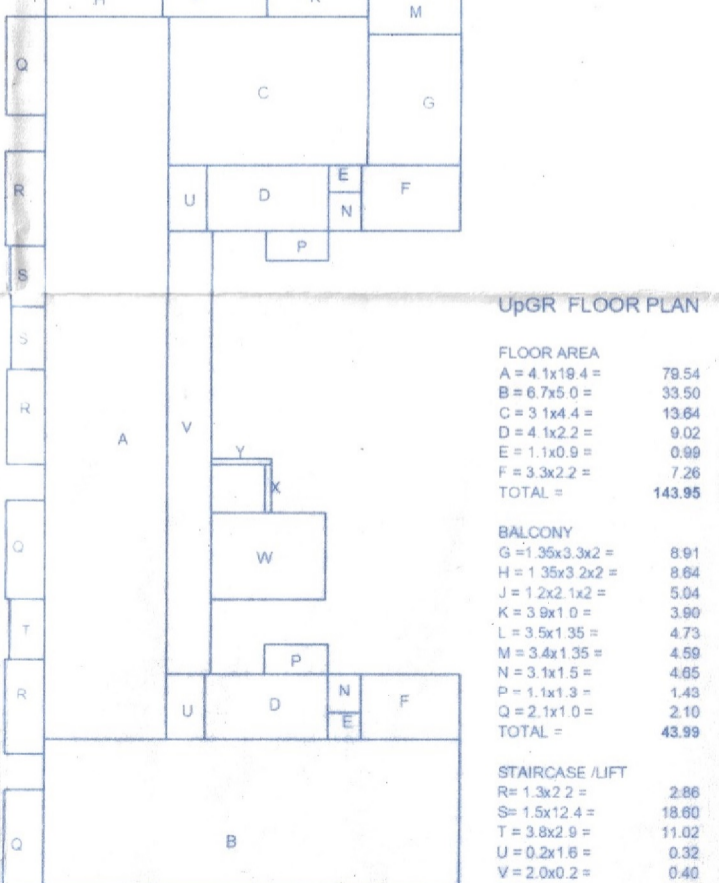 M
Q
C
G
R
U
D
E
N
F
P
S
UpGR FLOOR PLAN
S
FLOOR AREA
A = 4.1x19.4 = 79.54
B = 6.7x5.0 = 33.50
C = 3.1x4.4 = 13.64
D = 4.1x2.2 = 9.02
E = 1.1x0.9 = 0.99
F = 3.3x2.2 = 7.26
TOTAL = 143.95
R
A
V
Y
X
BALCONY
G =1.35x3.3x2 = 8.91
H = 1.35x3.2x2 = 8.64
J = 1.2x2.1x2 = 5.04
K = 3.9x1.0 = 3.90
L = 3.5x1.35 = 4.73
M = 3.4x1.35 = 4.59
N = 3.1x1.5 = 4.65
P = 1.1x1.3 = 1.43
Q = 2.1x1.0 = 2.10
TOTAL = 43.99
Q
W
T
P
R
U
D
N
E
F
STAIRCASE /LIFT
R= 1.3x2.2 = 2.86
S= 1.5x12.4 = 18.60
T = 3.8x2.9 = 11.02
U = 0.2x1.6 = 0.32
V = 2.0x0.2 = 0.40
Q
B